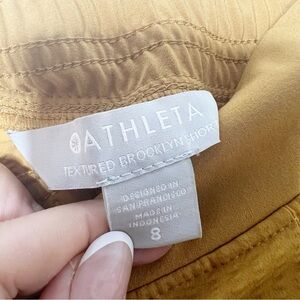 ATHLETA
TEXTURED BROOKLYN SHORT
DESIGNED IN
SAN FRANCISCO
MADE IN
INDONESIA
8